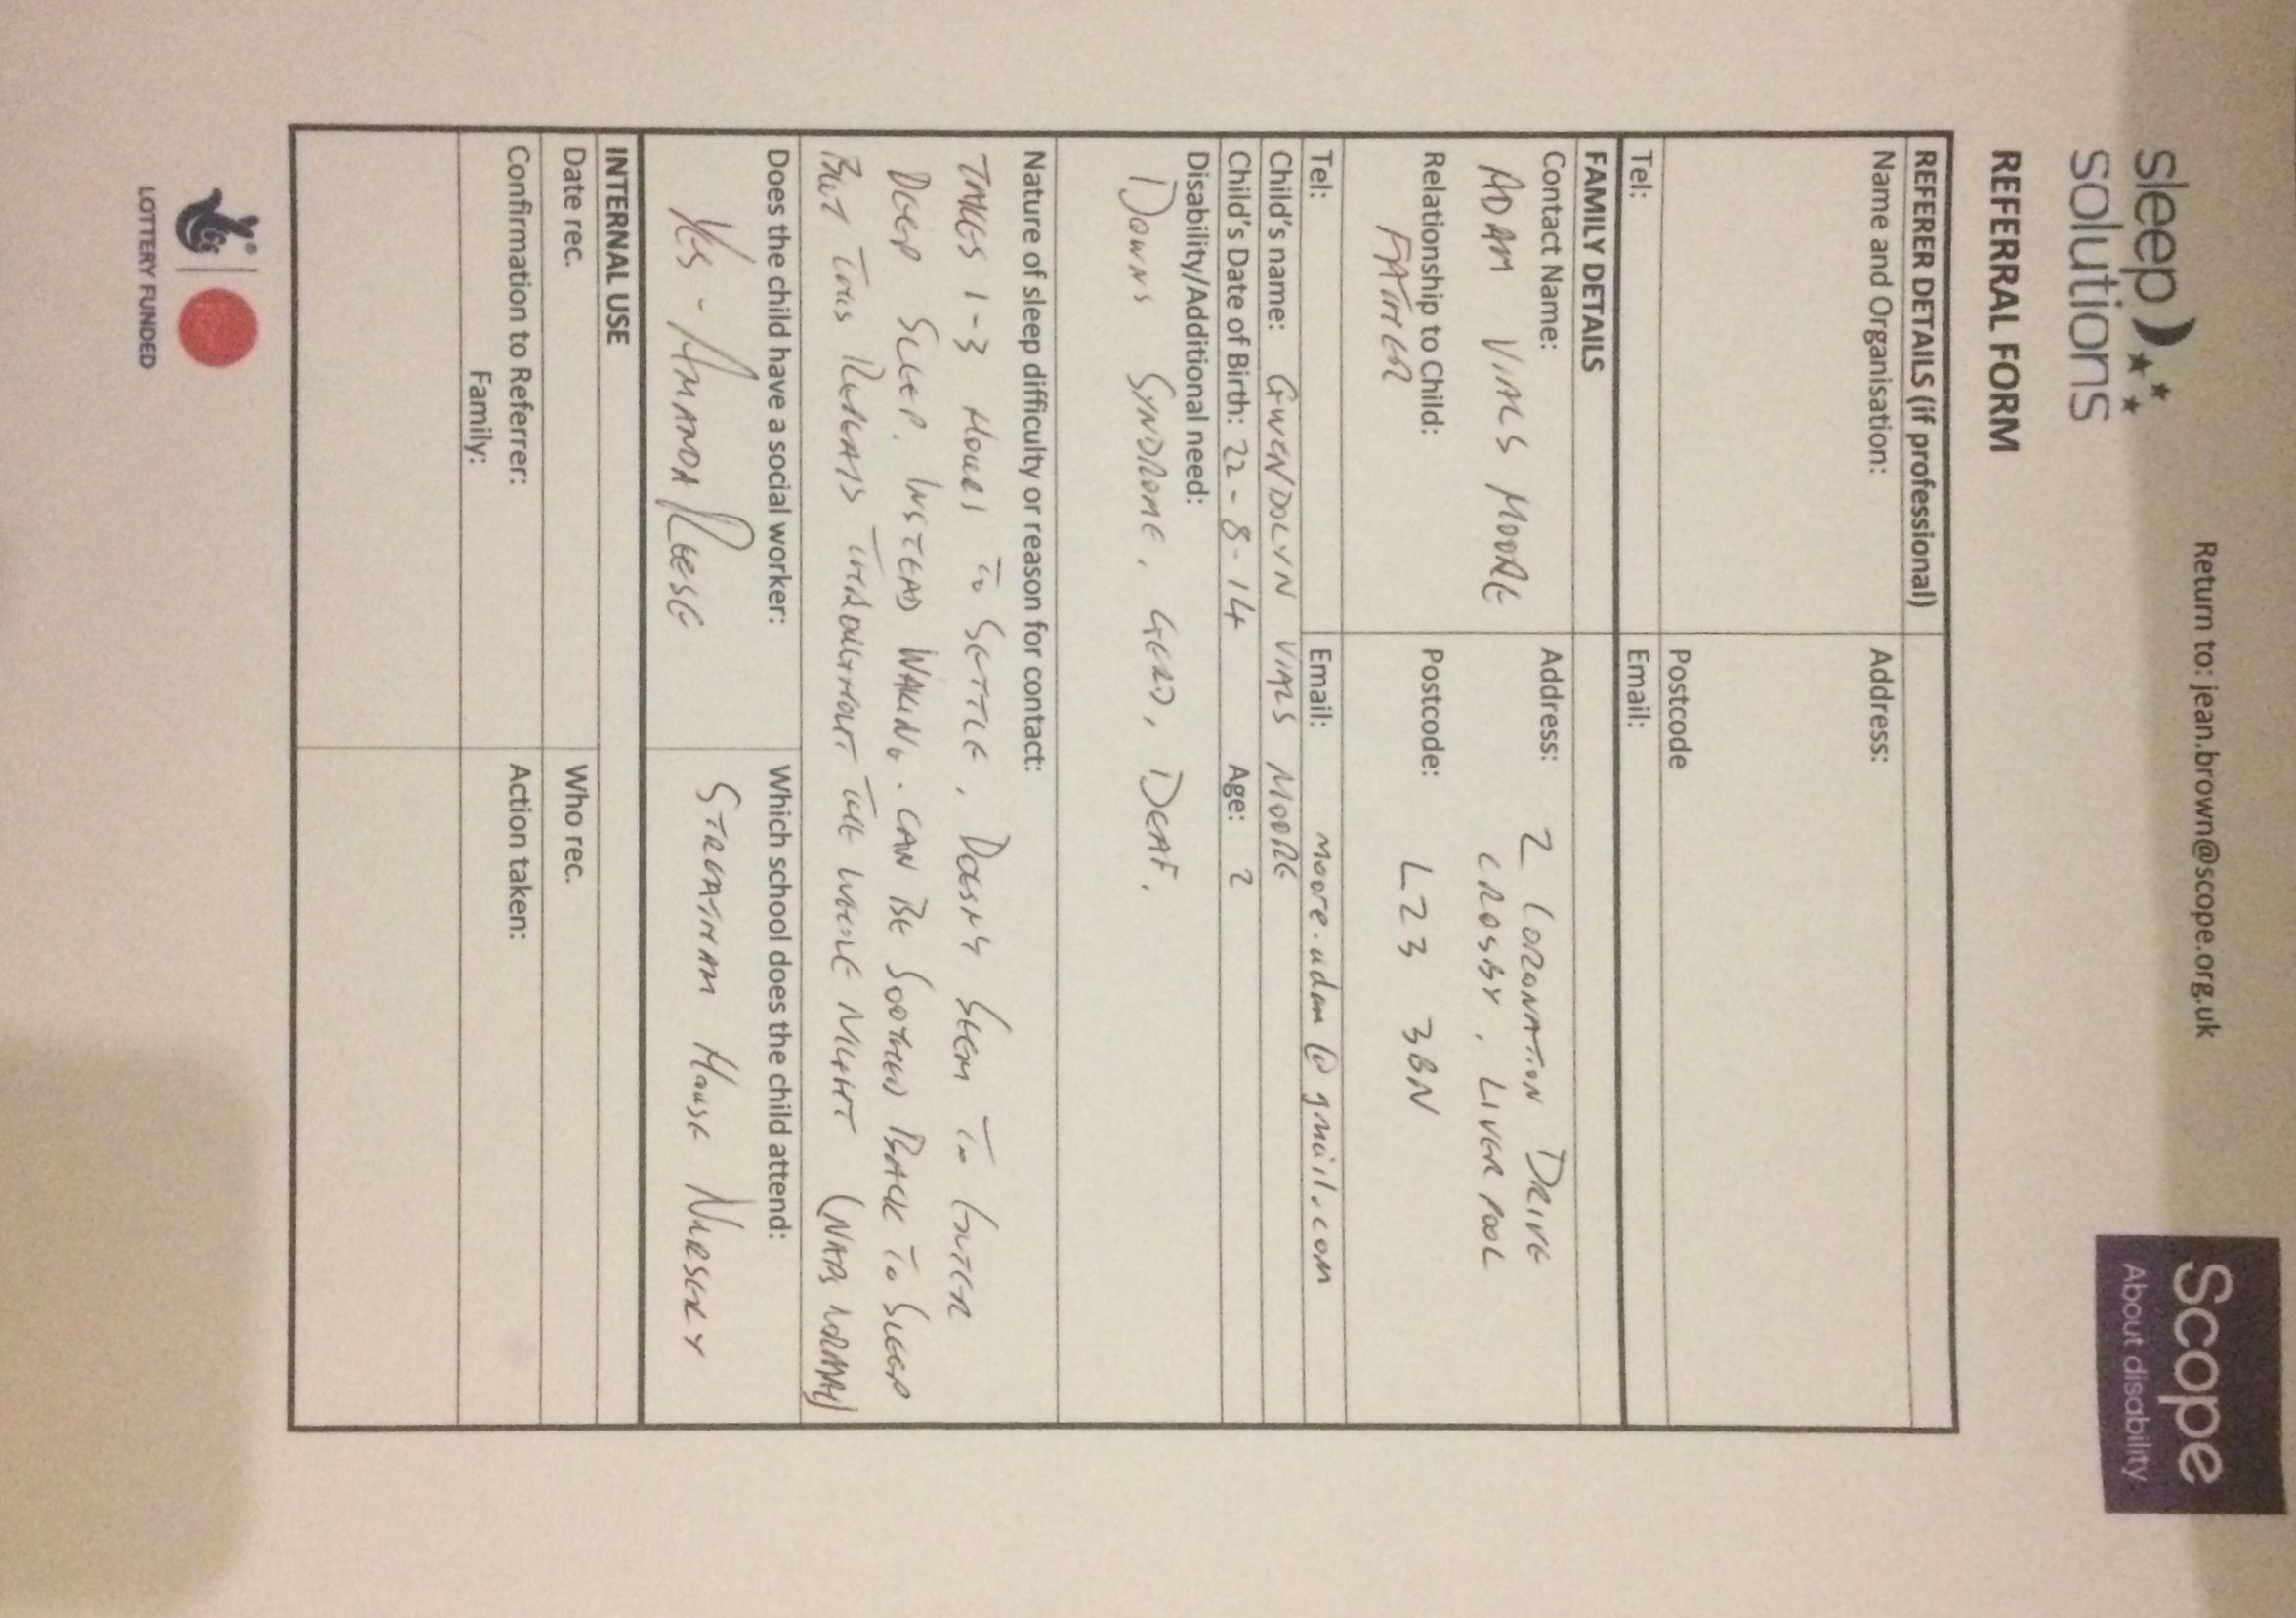 sleep solutions
Return to: jean.brown@scope.org.uk
Scope
About disability
REFERRAL FORM
REFERER DETAILS (if professional)
Name and Organisation:
Address:
Postcode
Tel:
Email:
FAMILY DETAILS
Contact Name:
ADAM VIALS MOORE
Address: 2 CORONATION DRIVE
CROSBY, LIVERPOOL
Relationship to Child:
FATHER
Postcode: L23 3BN
Tel:
Email: moore.adam@gmail.com
Child's name: GWENDOLYN VIALS MOORE
Child's Date of Birth: 22-8-14 Age: 2
Disability/Additional need:
DOWNS SYNDROME, GERD, DEAF.
Nature of sleep difficulty or reason for contact:
TAKES 1-3 HOURS TO SETTLE, DOESN'T SEEM TO ENTER
DEEP SLEEP. INSTEAD WAKING. CAN BE SOOTHED BACK TO SLEEP
BUT THIS REPEATS THROUGHOUT THE WHOLE NIGHT (NAPS NORMAL)
Does the child have a social worker:
YES - AMANDA REESE
Which school does the child attend:
STREATHAM HOUSE NURSERY
INTERNAL USE
Date rec.
Who rec.
Confirmation to Referrer:
Family:
Action taken:
LOTTERY FUNDED